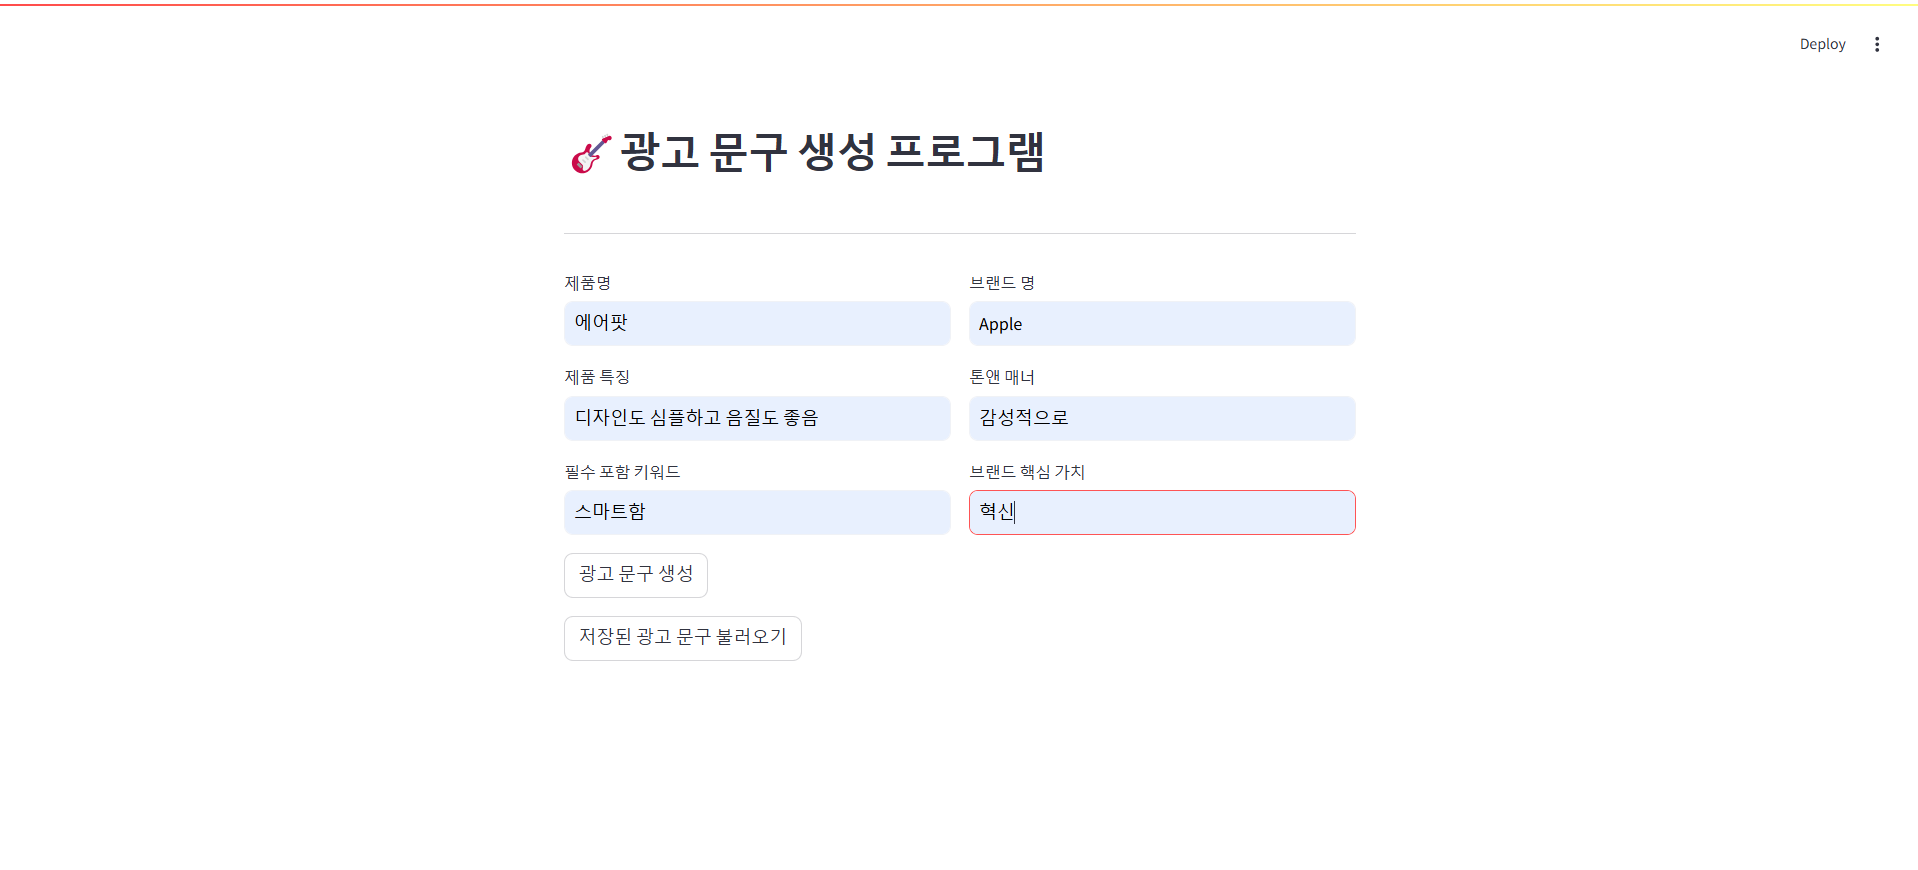 Deploy
광고 문구 생성 프로그램
제품명
브랜드 명
에어팟
Apple
제품 특징
톤앤 매너
디자인도 심플하고 음질도 좋음
감성적으로
필수 포함 키워드
브랜드 핵심 가치
스마트함
혁신
광고 문구 생성
저장된 광고 문구 불러오기